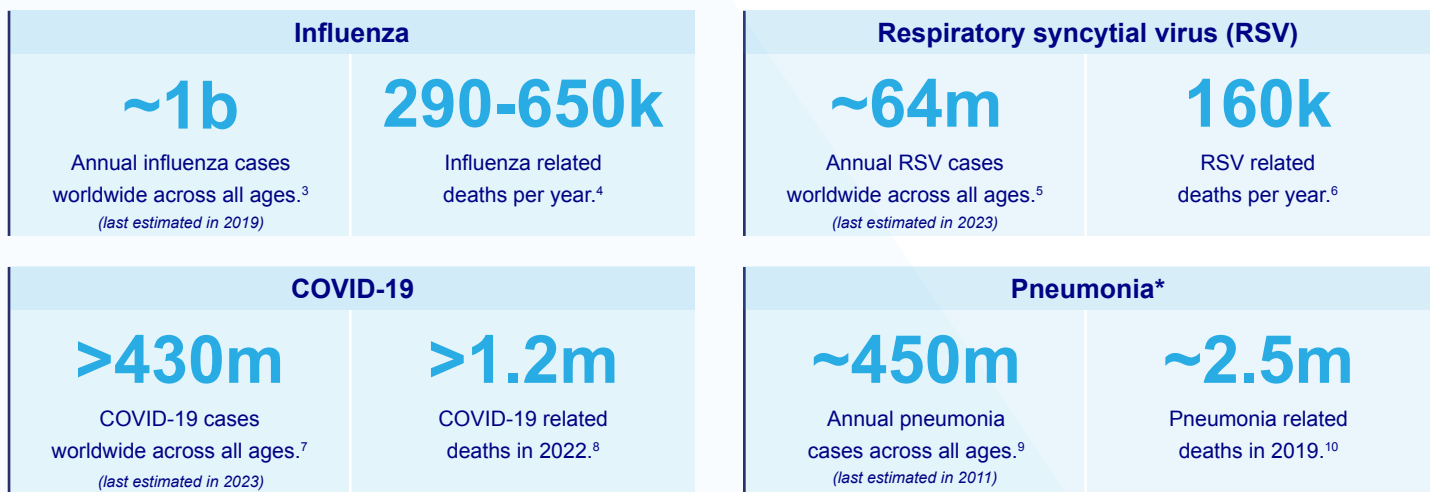 Influenza
~1b
Annual influenza cases
worldwide across all ages.³
(last estimated in 2019)
290-650k
Influenza related
deaths per year.⁴
Respiratory syncytial virus (RSV)
~64m
Annual RSV cases
worldwide across all ages.⁵
(last estimated in 2023)
160k
RSV related
deaths per year.⁶
COVID-19
>430m
COVID-19 cases
worldwide across all ages.⁷
(last estimated in 2023)
>1.2m
COVID-19 related
deaths in 2022.⁸
Pneumonia*
~450m
Annual pneumonia
cases across all ages.⁹
(last estimated in 2011)
~2.5m
Pneumonia related
deaths in 2019.¹⁰